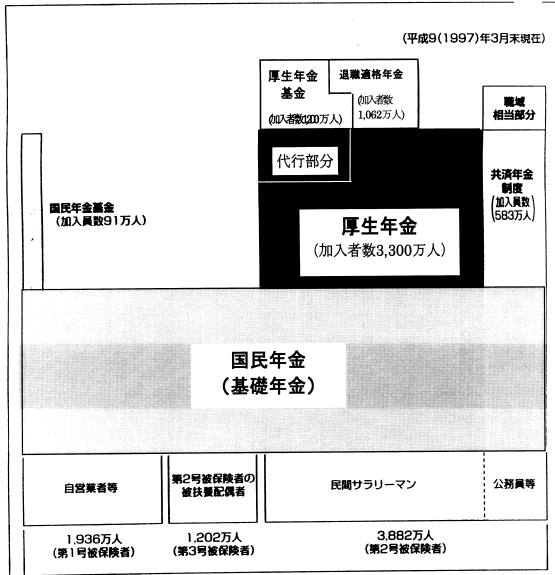 (平成9(1997)年3月末現在)
厚生年金
基金
(加入者数1200万人)
退職適格年金
(加入者数
1,062万人)
職域
相当部分
代行部分
国民年金基金
(加入員数91万人)
共済年金
制度
(加入員数
583万人)
厚生年金
(加入者数3,300万人)
国民年金
(基礎年金)
自営業者等
第2号被保険者の
被扶養配偶者
民間サラリーマン
公務員等
1,936万人
(第1号被保険者)
1,202万人
(第3号被保険者)
3,882万人
(第2号被保険者)